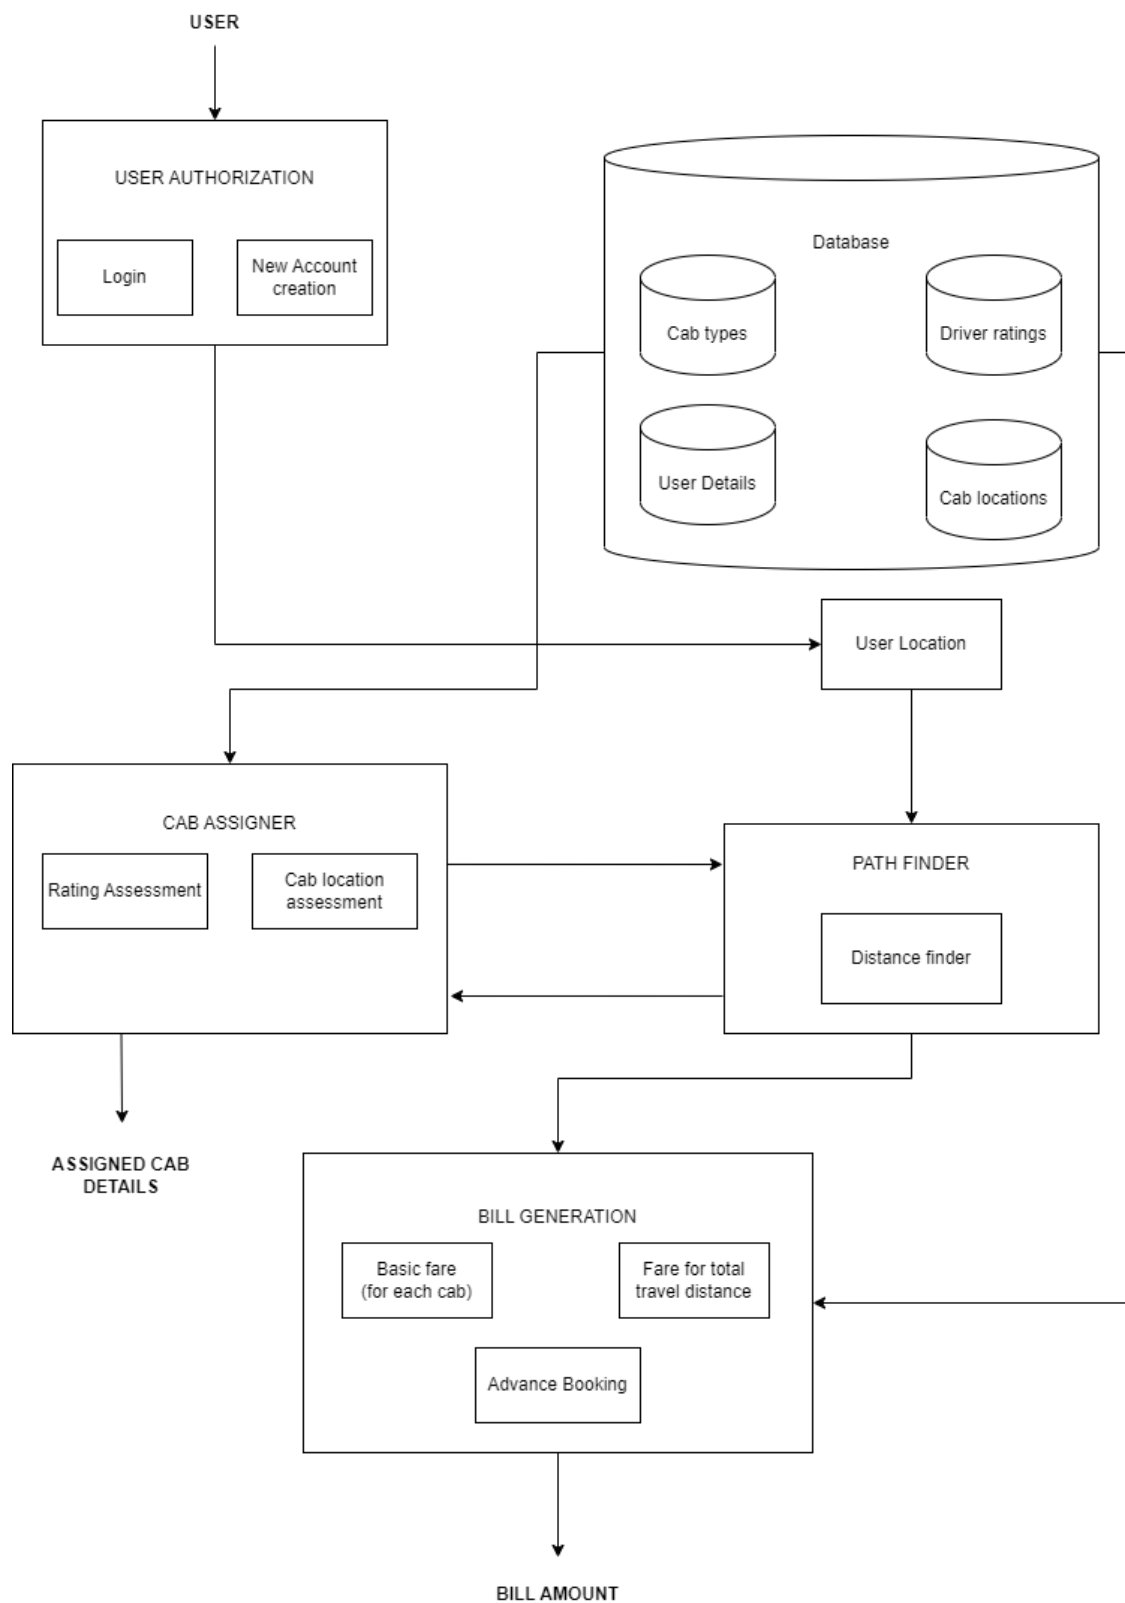 USER
USER AUTHORIZATION
Login
New Account
creation
Database
Cab types
Driver ratings
User Details
Cab locations
User Location
CAB ASSIGNER
Rating Assessment
Cab location
assessment
PATH FINDER
Distance finder
ASSIGNED CAB
DETAILS
BILL GENERATION
Basic fare
(for each cab)
Fare for total
travel distance
Advance Booking
BILL AMOUNT